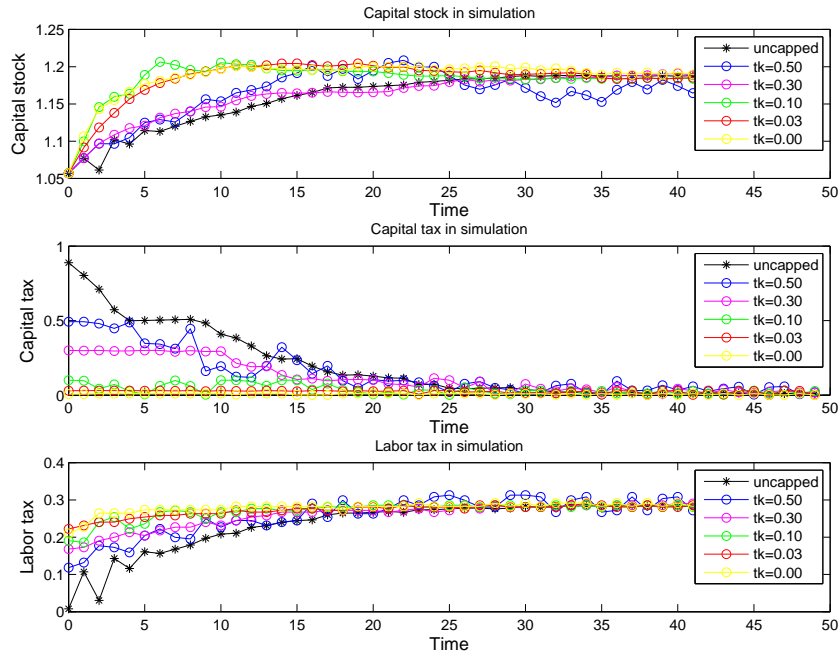 Capital stock in simulation
Capital stock
1.25
1.2
1.15
1.1
1.05
0 5 10 15 20 25 30 35 40 45 50
Time
uncapped
tk=0.50
tk=0.30
tk=0.10
tk=0.03
tk=0.00
Capital tax in simulation
Capital tax
1
0.5
0
0 5 10 15 20 25 30 35 40 45 50
Time
uncapped
tk=0.50
tk=0.30
tk=0.10
tk=0.03
tk=0.00
Labor tax in simulation
Labor tax
0.4
0.3
0.2
0.1
0
0 5 10 15 20 25 30 35 40 45 50
Time
uncapped
tk=0.50
tk=0.30
tk=0.10
tk=0.03
tk=0.00